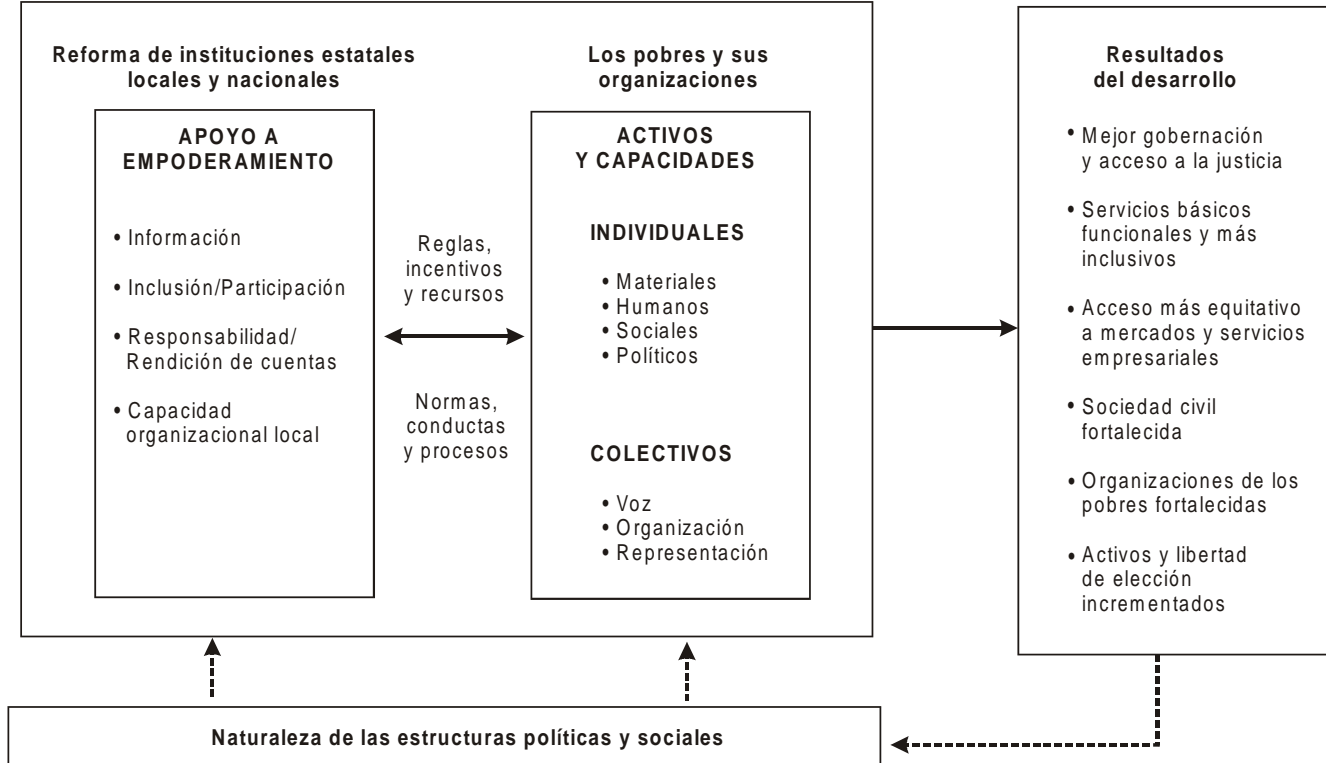 Reforma de instituciones estatales
locales y nacionales
APOYO A
EMPODERAMIENTO
• Información
• Inclusión/Participación
• Responsabilidad/
Rendición de cuentas
• Capacidad
organizacional local
Reglas,
incentivos
y recursos
Normas,
conductas
y procesos
Los pobres y sus
organizaciones
ACTIVOS
Y CAPACIDADES
INDIVIDUALES
• Materiales
• Humanos
• Sociales
• Políticos
COLECTIVOS
• Voz
• Organización
• Representación
Resultados
del desarrollo
• Mejor gobernación
y acceso a la justicia
• Servicios básicos
funcionales y más
inclusivos
• Acceso más equitativo
a mercados y servicios
empresariales
• Sociedad civil
fortalecida
• Organizaciones de los
pobres fortalecidas
• Activos y libertad
de elección
incrementados
Naturaleza de las estructuras políticas y sociales